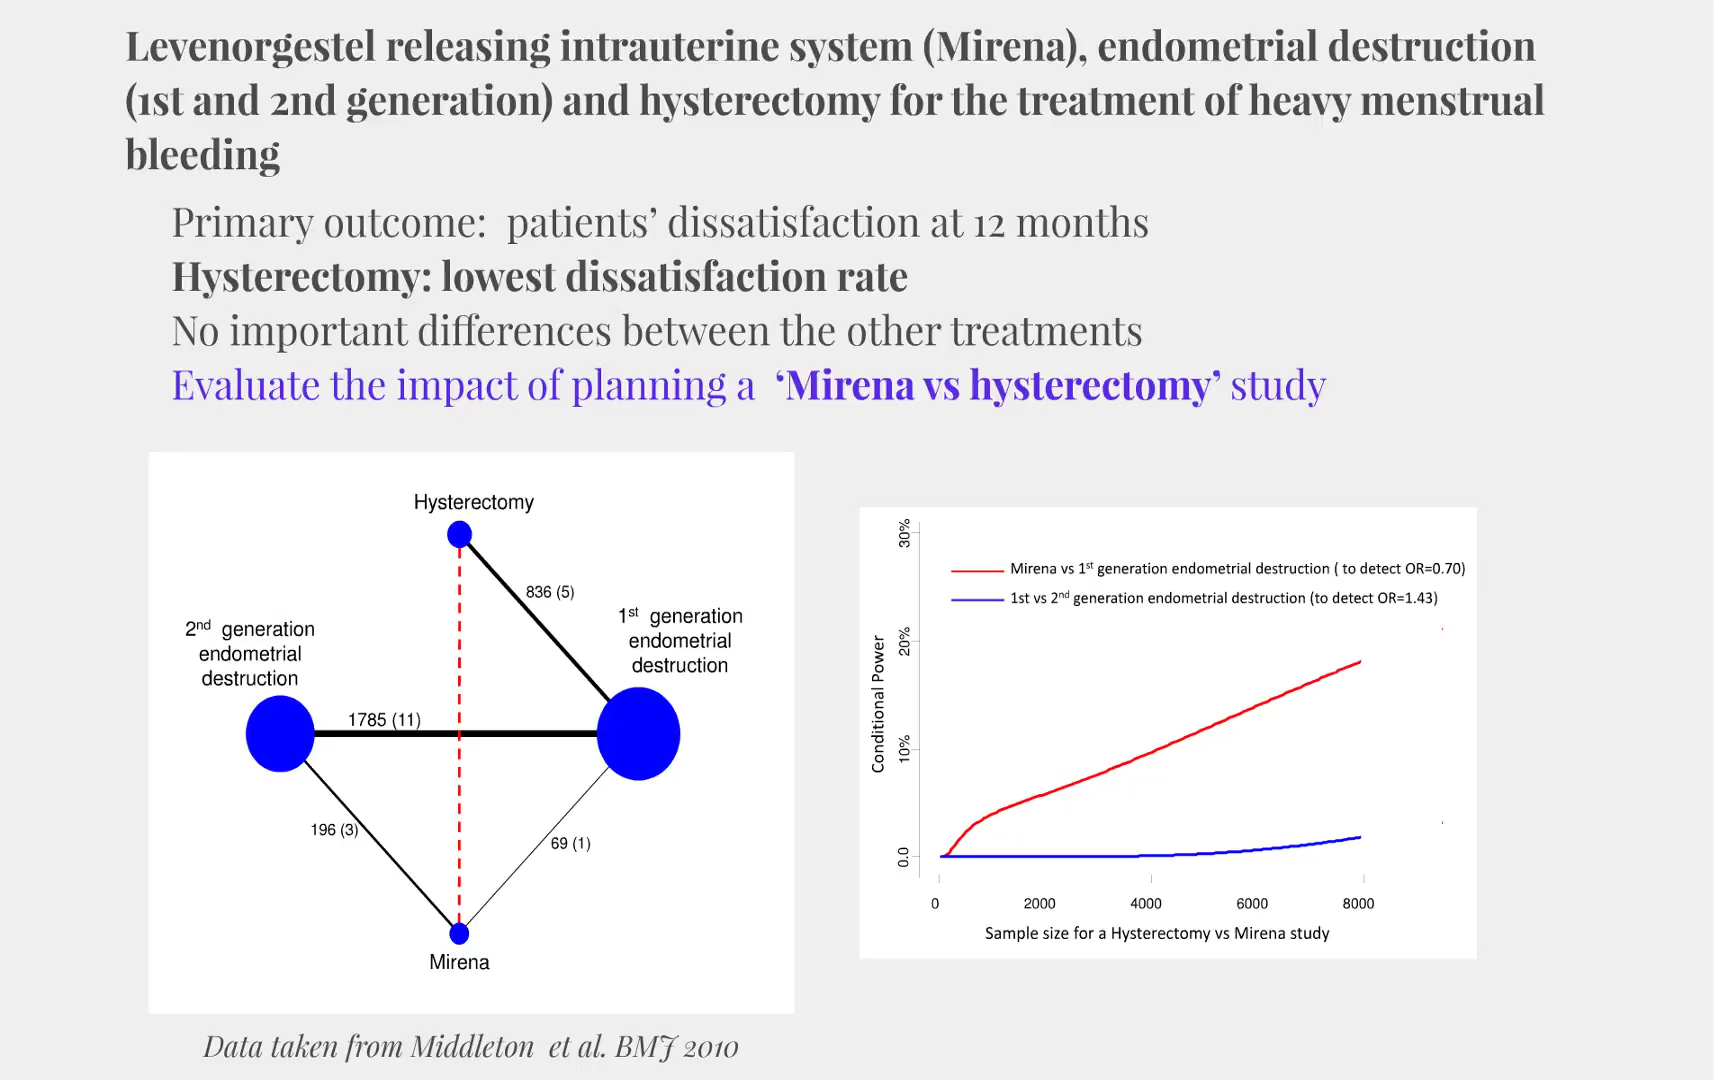 Levenorgestel releasing intrauterine system (Mirena), endometrial destruction
(1st and 2nd generation) and hysterectomy for the treatment of heavy menstrual
bleeding
Primary outcome: patients’ dissatisfaction at 12 months
Hysterectomy: lowest dissatisfaction rate
No important differences between the other treatments
Evaluate the impact of planning a ‘Mirena vs hysterectomy’ study
Hysterectomy
836 (5)
1st generation
endometrial
destruction
2nd generation
endometrial
destruction
1785 (11)
196 (3)
69 (1)
Mirena
Data taken from Middleton et al. BMJ 2010
30%
20%
10%
0.0
Conditional Power
Mirena vs 1st generation endometrial destruction ( to detect OR=0.70)
1st vs 2nd generation endometrial destruction (to detect OR=1.43)
0 2000 4000 6000 8000
Sample size for a Hysterectomy vs Mirena study